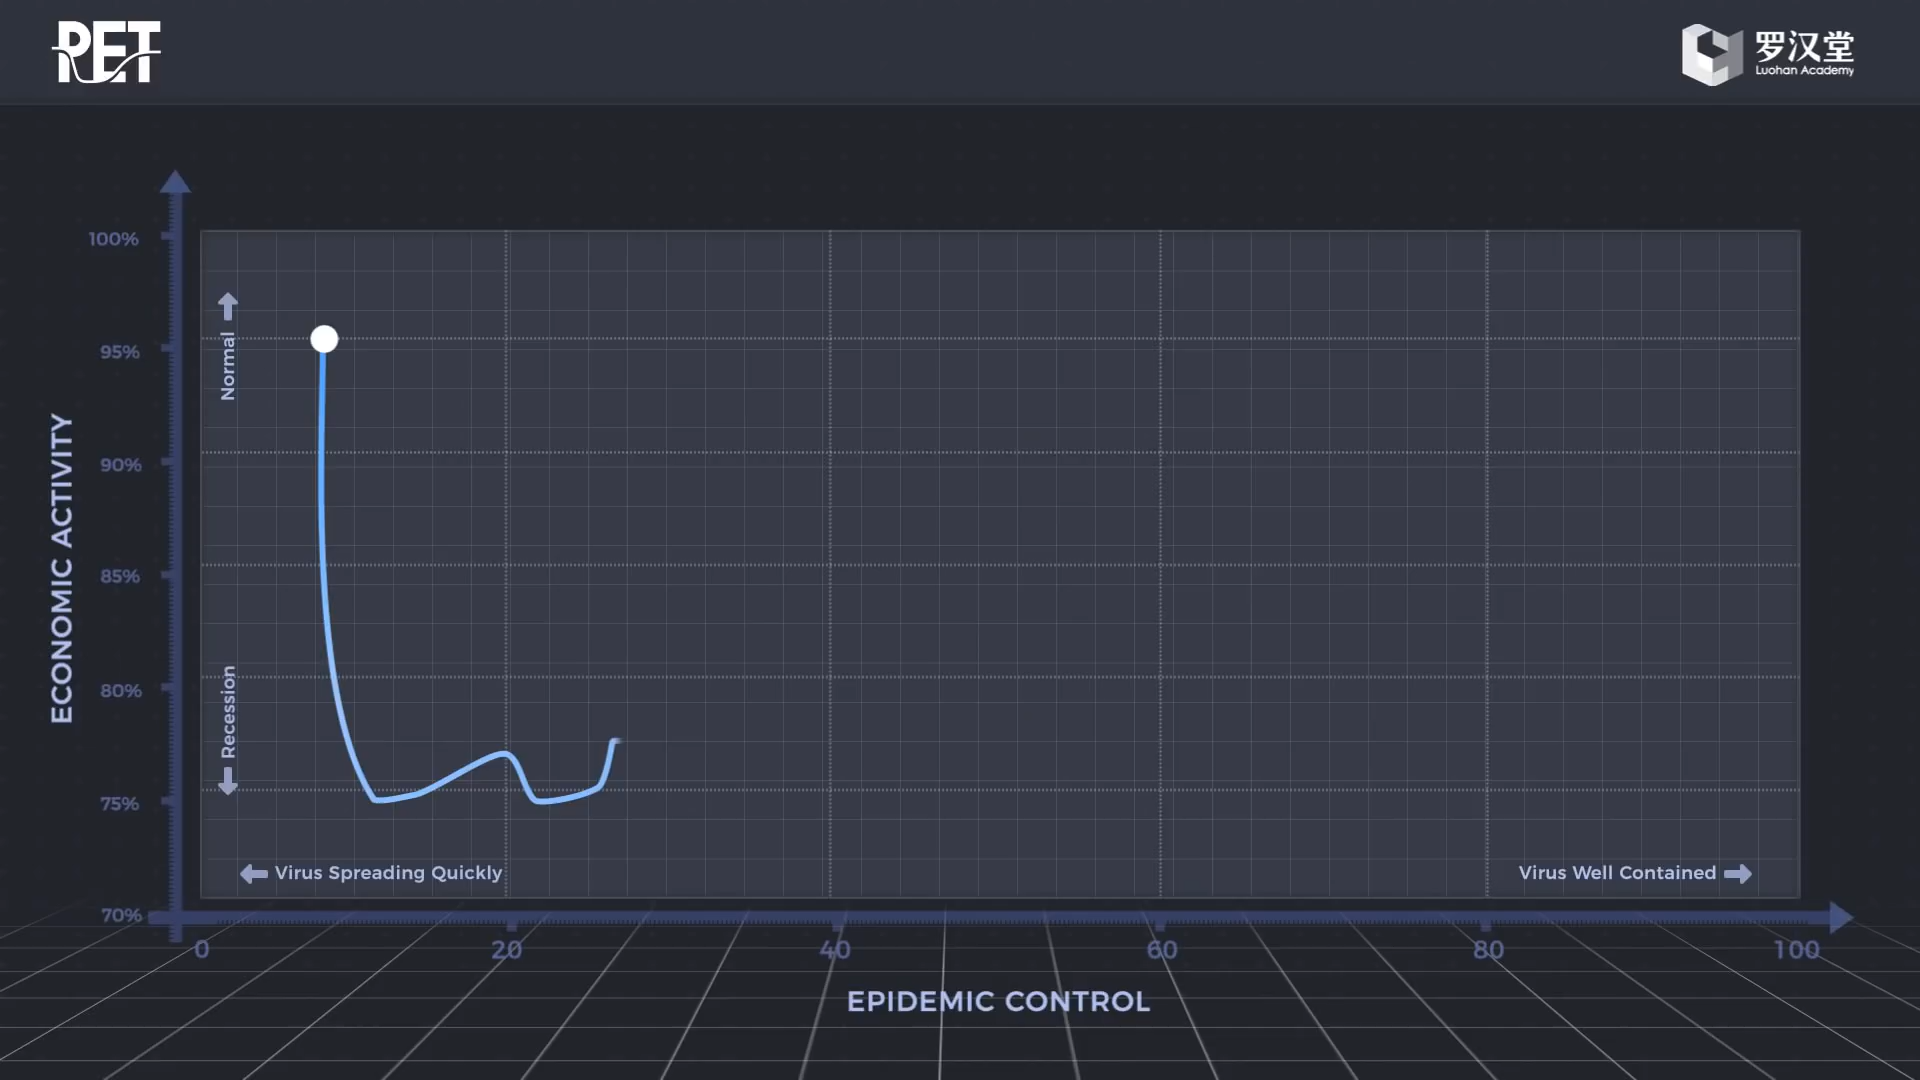 PET
罗汉堂
Luohan Academy
100%
95%
90%
85%
80%
75%
70%
ECONOMIC ACTIVITY
Normal
Recession
Virus Spreading Quickly
Virus Well Contained
0
20
40
60
80
100
EPIDEMIC CONTROL